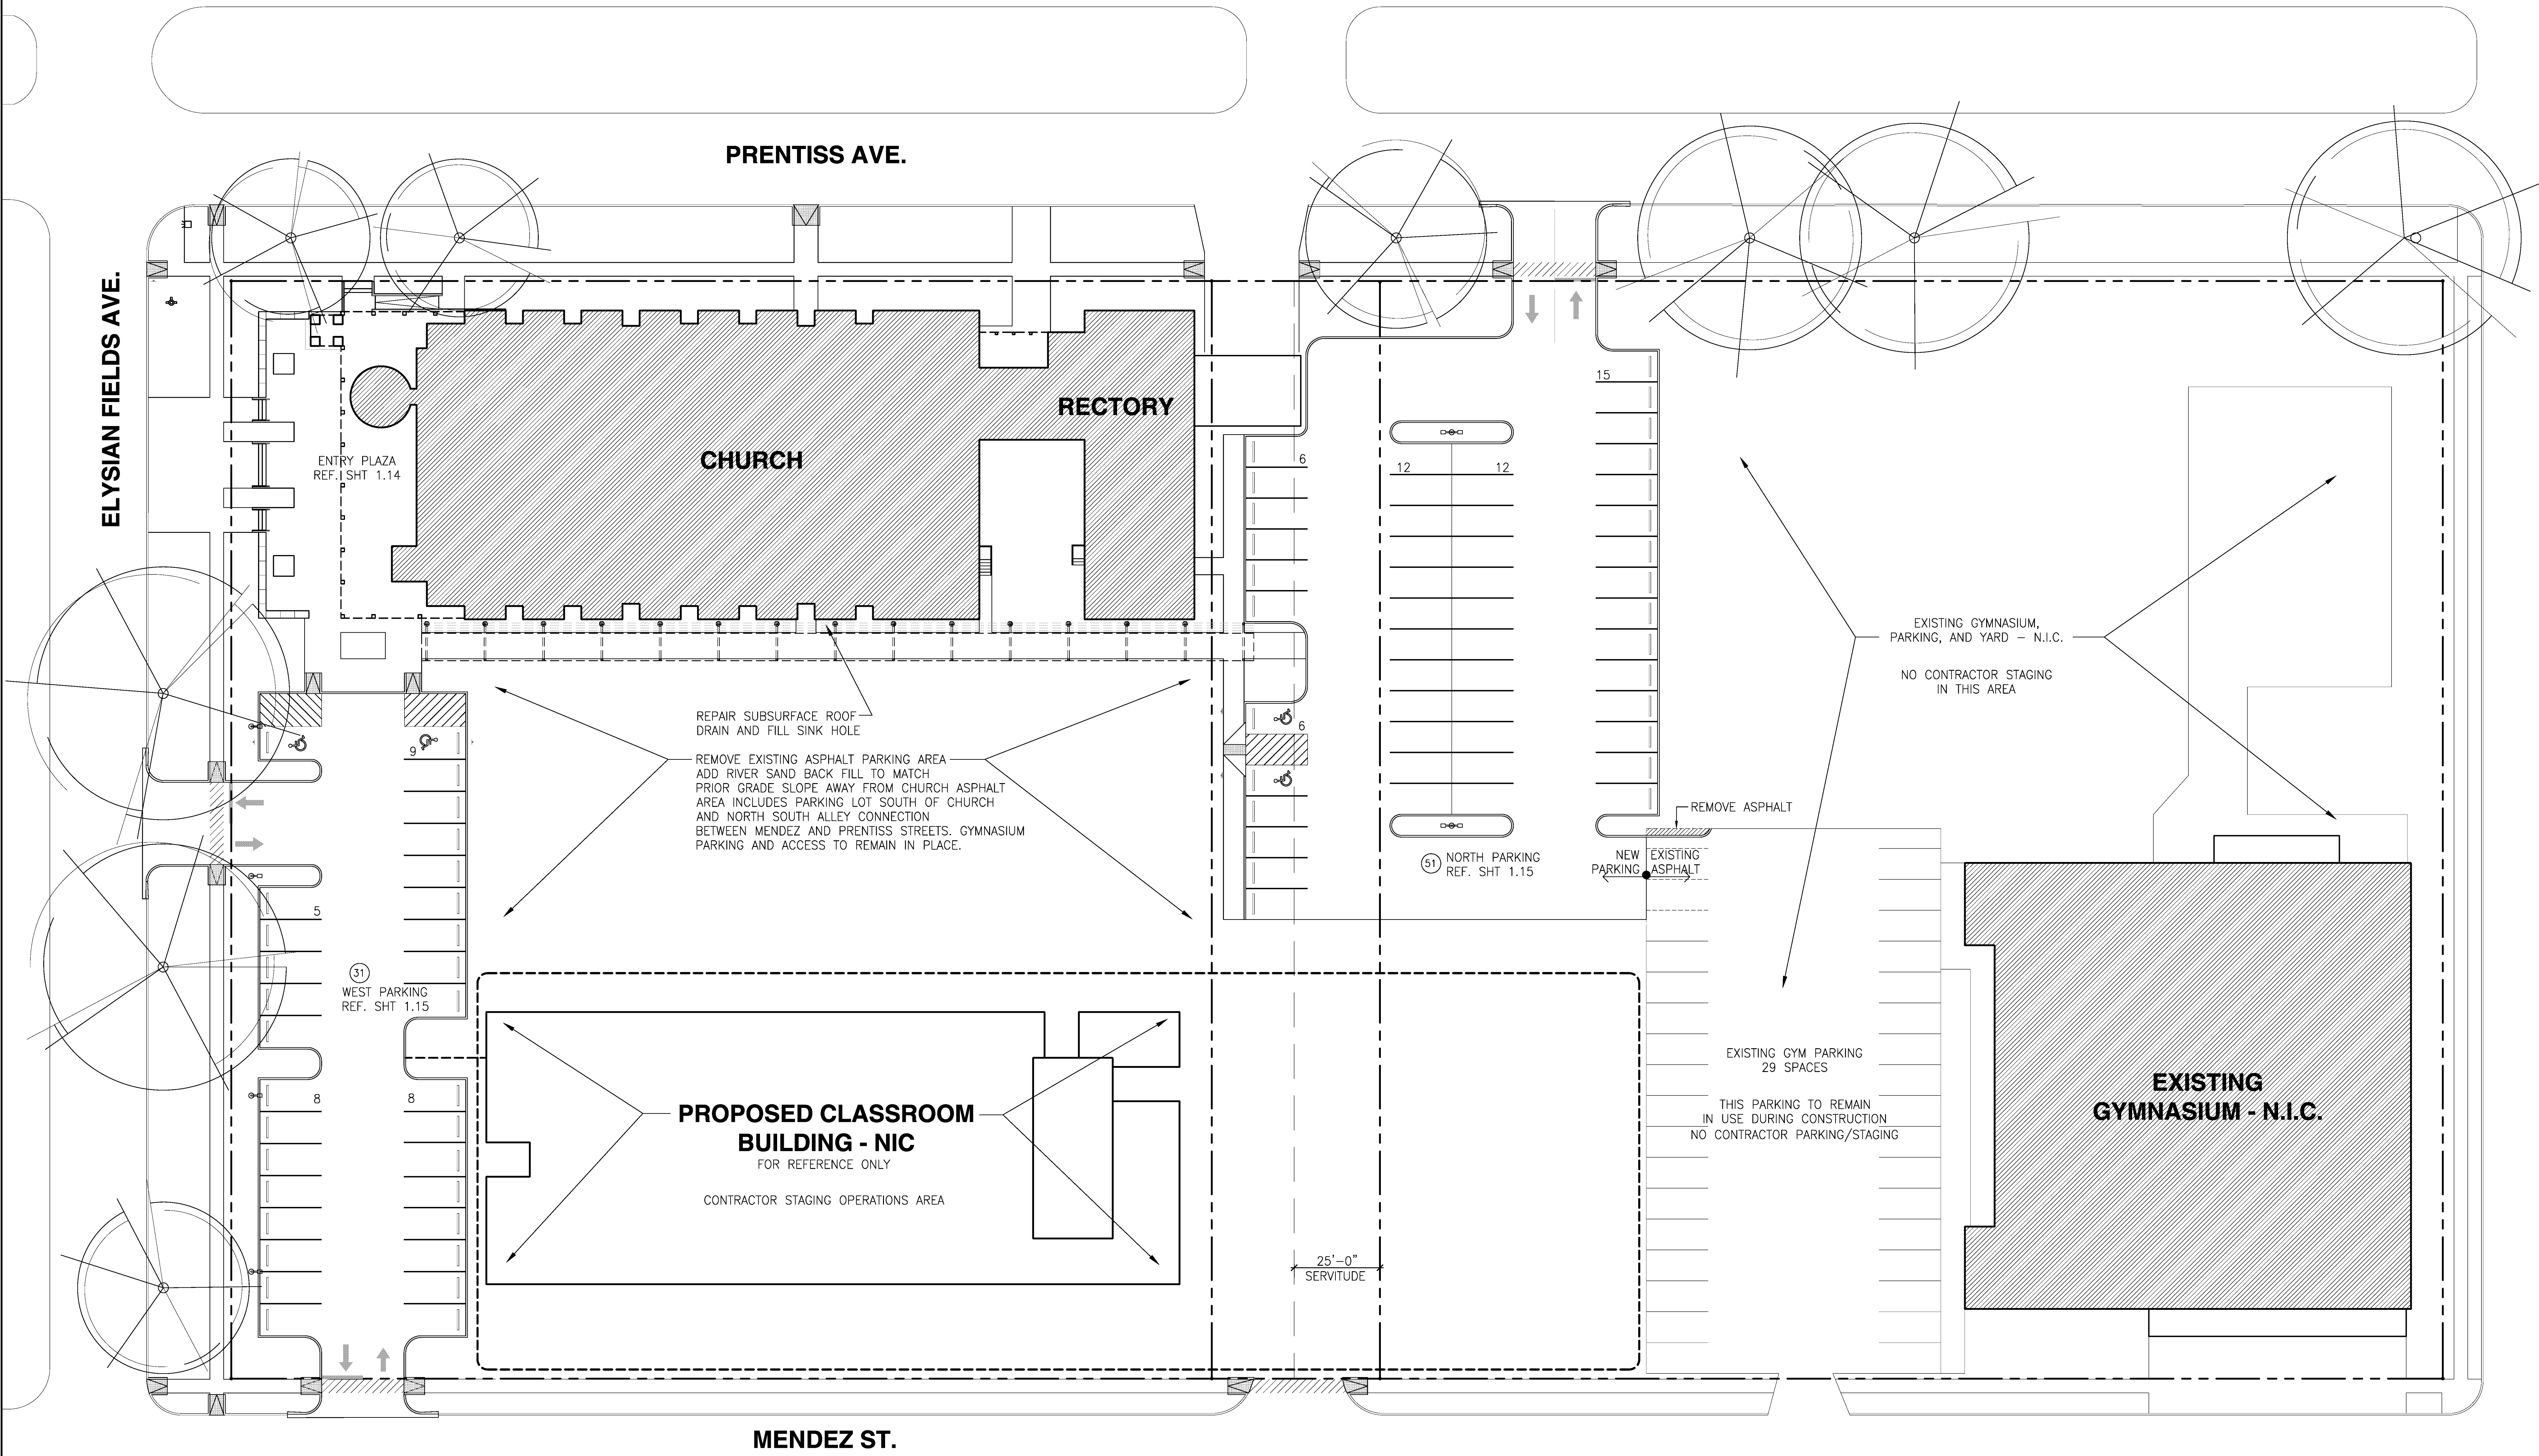 PRENTISS AVE.
ELYSIAN FIELDS AVE.
ENTRY PLAZA
REF. SHT 1.14
CHURCH
RECTORY
15
6
12
12
EXISTING GYMNASIUM,
PARKING, AND YARD – N.I.C.
NO CONTRACTOR STAGING
IN THIS AREA
REPAIR SUBSURFACE ROOF
DRAIN AND FILL SINK HOLE
REMOVE EXISTING ASPHALT PARKING AREA
ADD RIVER SAND BACK FILL TO MATCH
PRIOR GRADE SLOPE AWAY FROM CHURCH ASPHALT
AREA INCLUDES PARKING LOT SOUTH OF CHURCH
AND NORTH SOUTH ALLEY CONNECTION
BETWEEN MENDEZ AND PRENTISS STREETS. GYMNASIUM
PARKING AND ACCESS TO REMAIN IN PLACE.
9
6
REMOVE ASPHALT
51
NORTH PARKING
REF. SHT 1.15
NEW
PARKING
EXISTING
ASPHALT
5
31
WEST PARKING
REF. SHT 1.15
8
8
PROPOSED CLASSROOM
BUILDING - NIC
FOR REFERENCE ONLY
CONTRACTOR STAGING OPERATIONS AREA
EXISTING GYM PARKING
29 SPACES
THIS PARKING TO REMAIN
IN USE DURING CONSTRUCTION
NO CONTRACTOR PARKING/STAGING
EXISTING
GYMNASIUM - N.I.C.
25'–0"
SERVITUDE
MENDEZ ST.